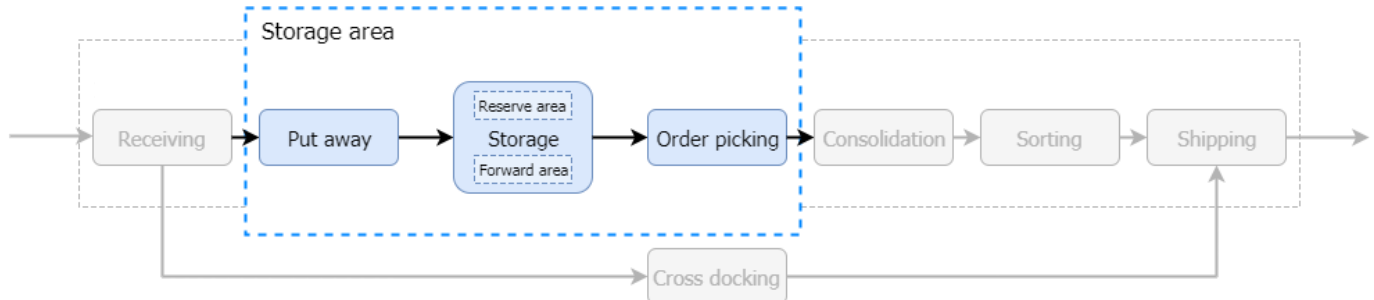 Storage area
Receiving
Put away
Reserve area
Storage
Forward area
Order picking
Consolidation
Sorting
Shipping
Cross docking